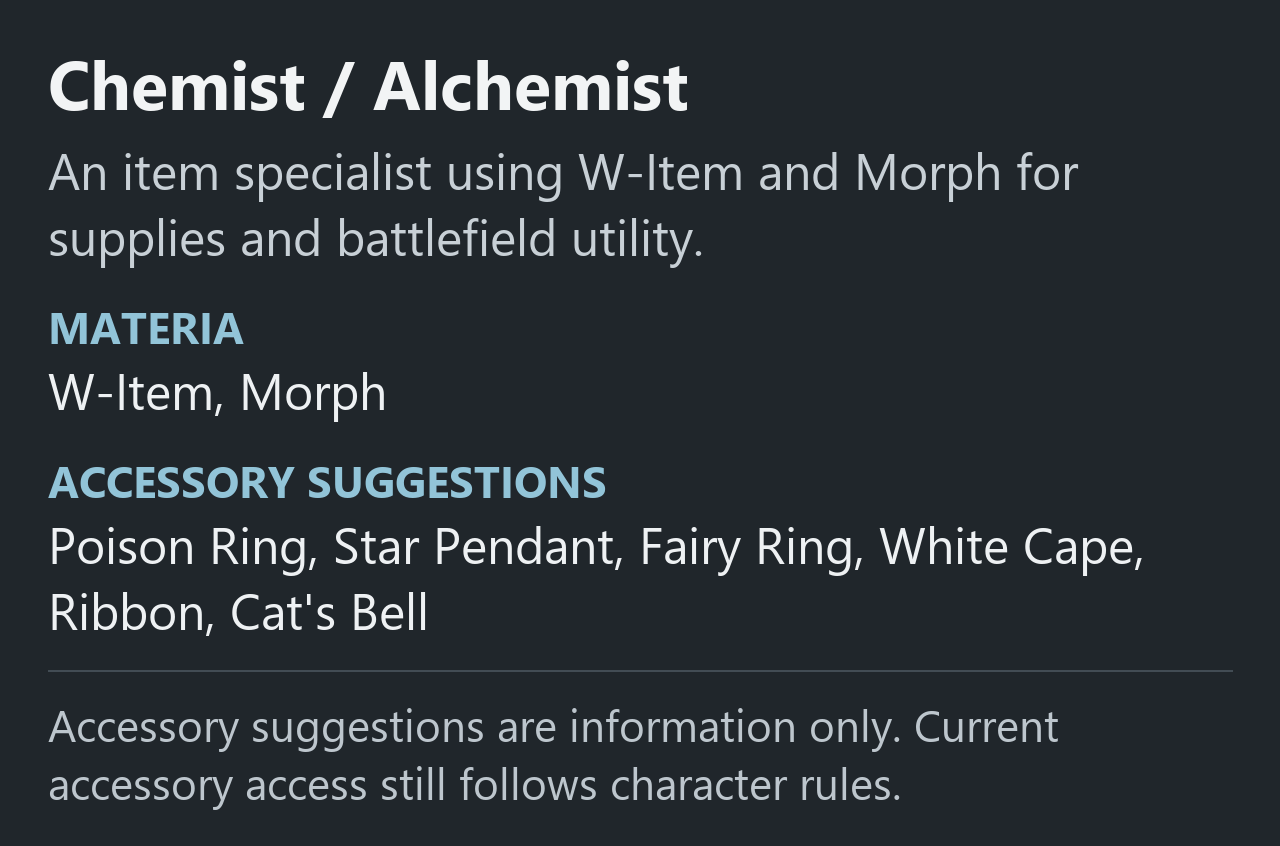 Chemist / Alchemist
An item specialist using W-Item and Morph for
supplies and battlefield utility.
MATERIA
W-Item, Morph
ACCESSORY SUGGESTIONS
Poison Ring, Star Pendant, Fairy Ring, White Cape,
Ribbon, Cat's Bell
Accessory suggestions are information only. Current
accessory access still follows character rules.